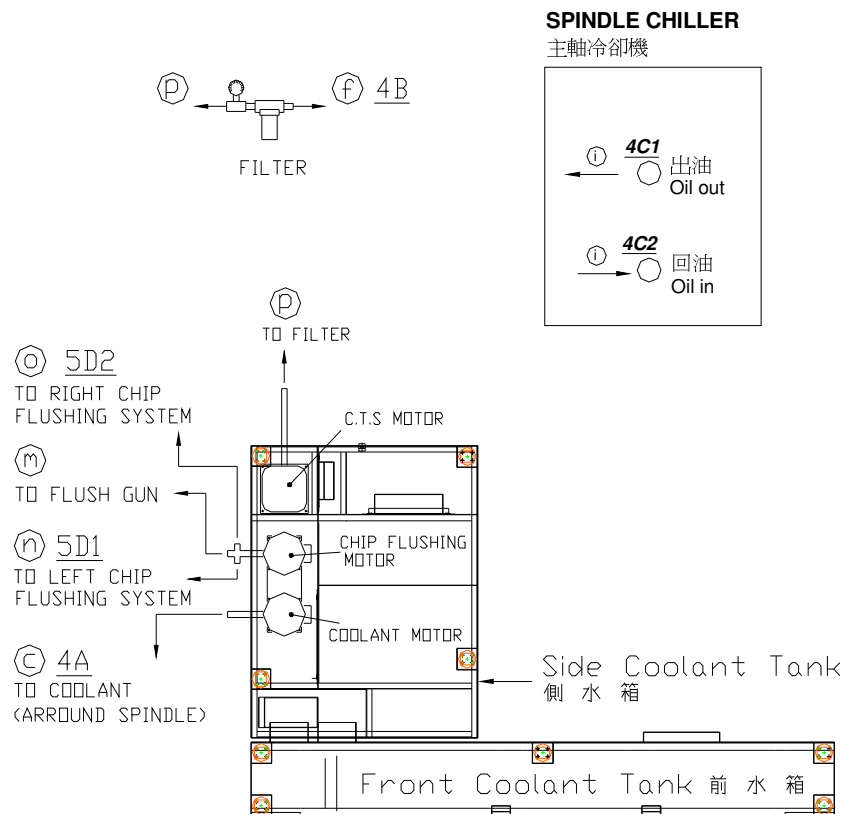 SPINDLE CHILLER
主軸冷卻機
p
f 4B
FILTER
i 4C1 出油
Oil out
i 4C2 回油
Oil in
p
TO FILTER
o 5D2
TO RIGHT CHIP
FLUSHING SYSTEM
C.T.S MOTOR
m
TO FLUSH GUN
n 5D1
TO LEFT CHIP
FLUSHING SYSTEM
CHIP FLUSHING
MOTOR
COOLANT MOTOR
c 4A
TO COOLANT
(ARROUND SPINDLE)
Side Coolant Tank
側水箱
Front Coolant Tank 前水箱